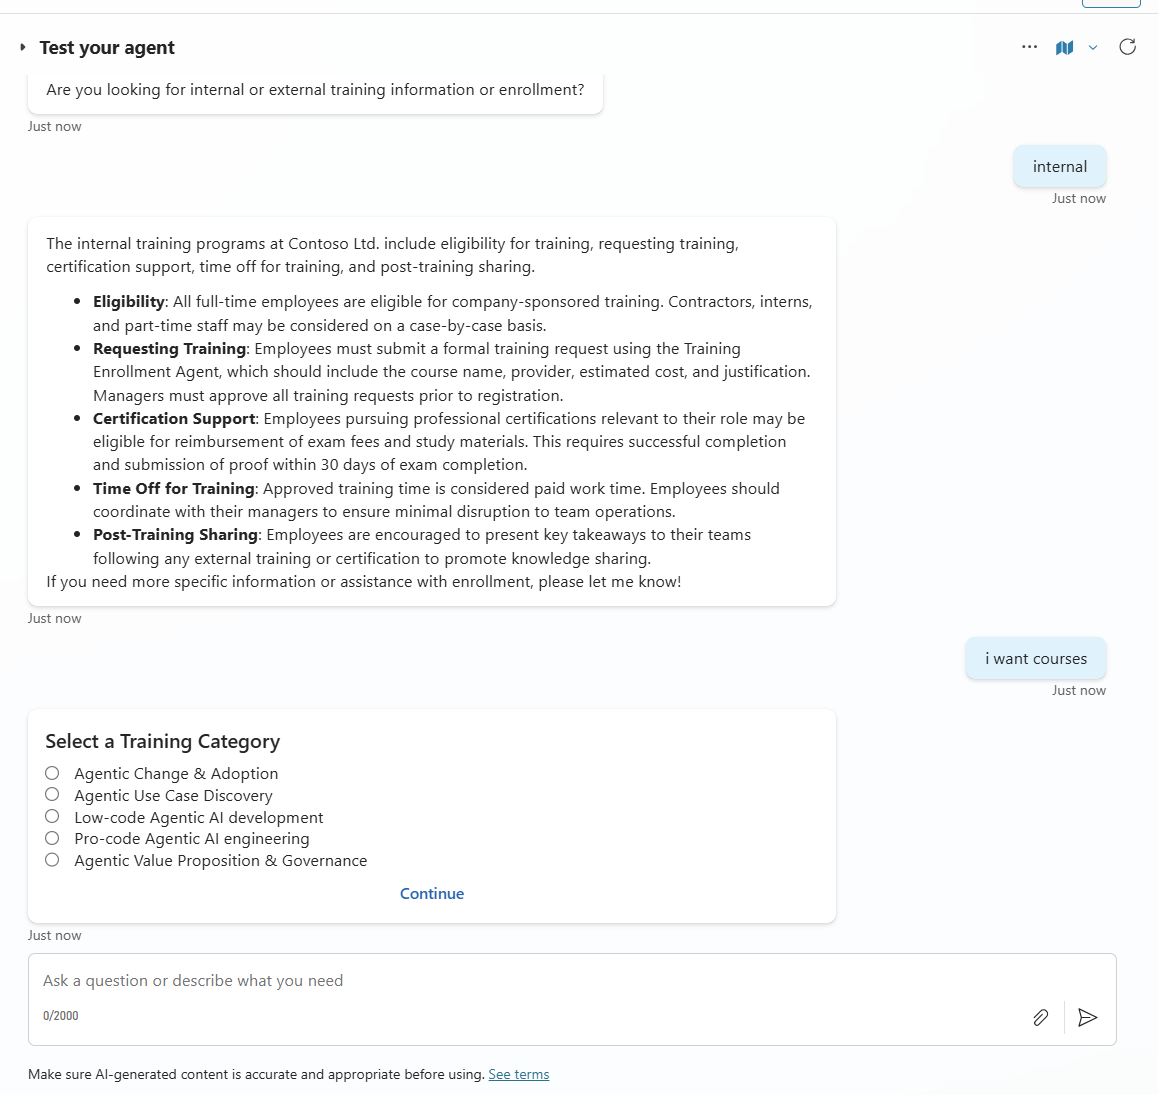 Test your agent
Are you looking for internal or external training information or enrollment?
Just now
internal
Just now
The internal training programs at Contoso Ltd. include eligibility for training, requesting training,
certification support, time off for training, and post-training sharing.
• Eligibility: All full-time employees are eligible for company-sponsored training. Contractors, interns,
and part-time staff may be considered on a case-by-case basis.
• Requesting Training: Employees must submit a formal training request using the Training
Enrollment Agent, which should include the course name, provider, estimated cost, and justification.
Managers must approve all training requests prior to registration.
• Certification Support: Employees pursuing professional certifications relevant to their role may be
eligible for reimbursement of exam fees and study materials. This requires successful completion
and submission of proof within 30 days of exam completion.
• Time Off for Training: Approved training time is considered paid work time. Employees should
coordinate with their managers to ensure minimal disruption to team operations.
• Post-Training Sharing: Employees are encouraged to present key takeaways to their teams
following any external training or certification to promote knowledge sharing.
If you need more specific information or assistance with enrollment, please let me know!
Just now
i want courses
Just now
Select a Training Category
Agentic Change & Adoption
Agentic Use Case Discovery
Low-code Agentic AI development
Pro-code Agentic AI engineering
Agentic Value Proposition & Governance
Continue
Just now
Ask a question or describe what you need
0/2000
Make sure AI-generated content is accurate and appropriate before using. See terms